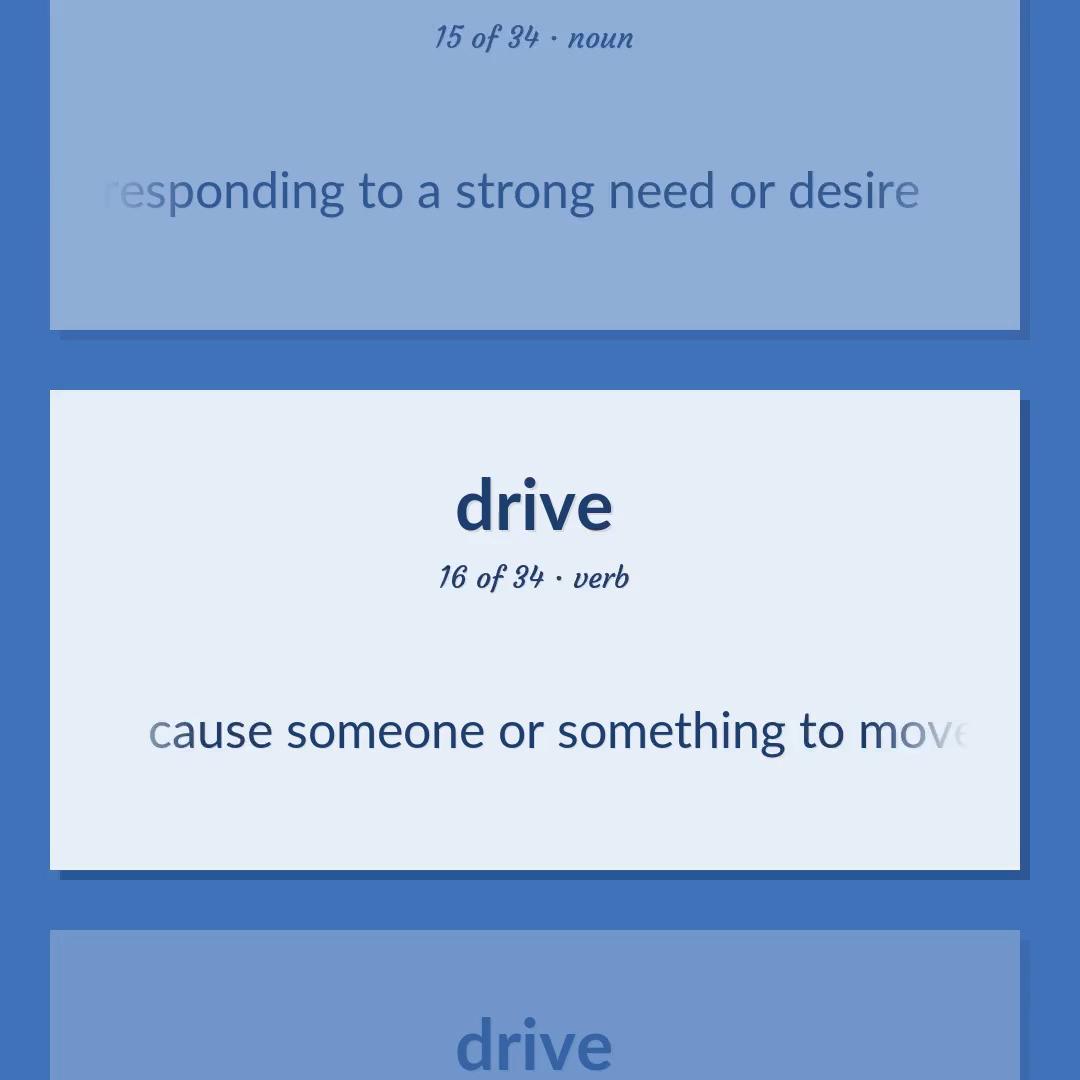 15 of 34 · noun
responding to a strong need or desire
drive
16 of 34 · verb
cause someone or something to move
drive